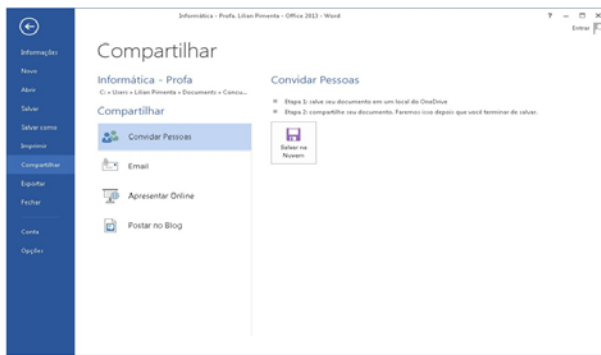 Informática - Profa. Lilian Pimenta - Office 2013 - Word
?
Entrar
Informações
Novo
Abrir
Salvar
Salvar como
Imprimir
Compartilhar
Exportar
Fechar
Conta
Opções
Compartilhar
Informática - Profa
C: » Users » Lilian Pimenta » Documents » Concu...
Compartilhar
Convidar Pessoas
Email
Apresentar Online
Postar no Blog
Convidar Pessoas
Etapa 1: salve seu documento em um local do OneDrive
Etapa 2: compartilhe seu documento. Faremos isso depois que você terminar de salvar.
Salvar na
Nuvem